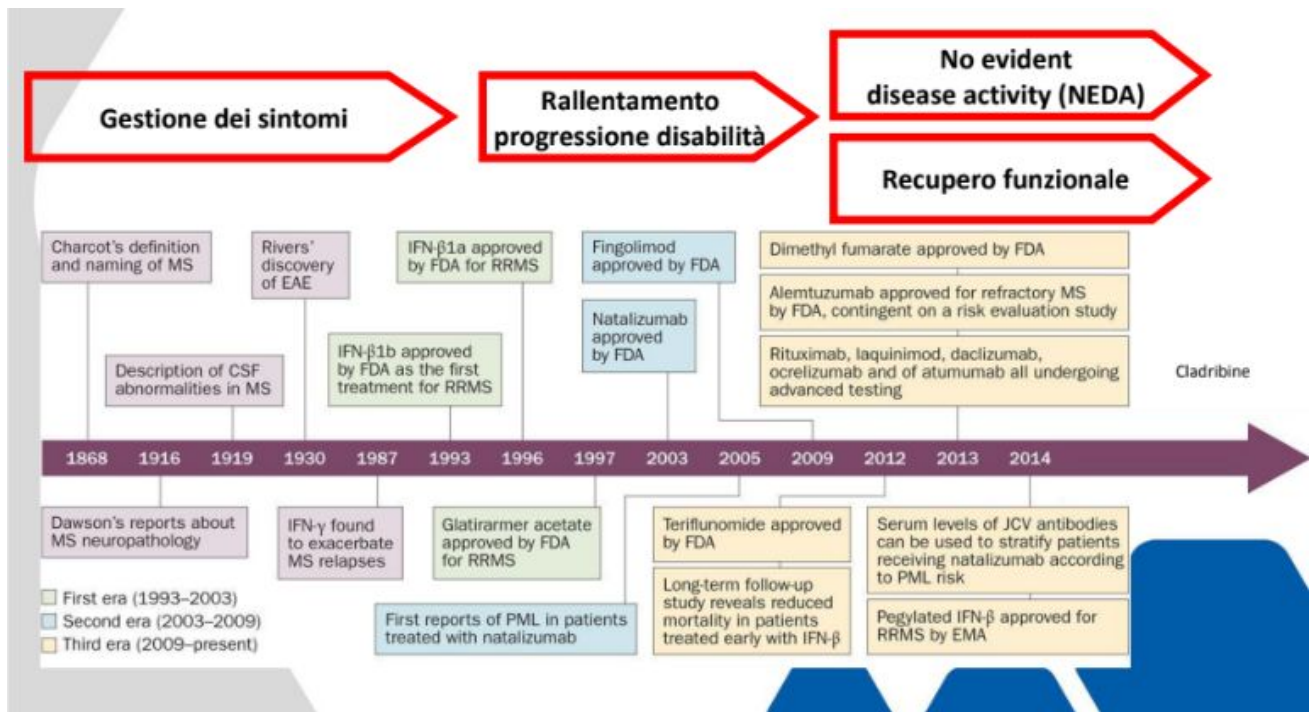 Gestione dei sintomi
Rallentamento
progressione disabilità
No evident
disease activity (NEDA)
Recupero funzionale
Charcot's definition
and naming of MS
Rivers'
discovery
of EAE
IFN-β1a approved
by FDA for RRMS
Fingolimod
approved by FDA
Dimethyl fumarate approved by FDA
Alemtuzumab approved for refractory MS
by FDA, contingent on a risk evaluation study
Natalizumab
approved
by FDA
Description of CSF
abnormalities in MS
IFN-β1b approved
by FDA as the first
treatment for RRMS
Rituximab, laquinimod, daclizumab,
ocrelizumab and of atumumab all undergoing
advanced testing
Cladribine
1868 1916 1919 1930 1987 1993 1996 1997 2003 2005 2009 2012 2013 2014
Dawson's reports about
MS neuropathology
IFN-γ found
to exacerbate
MS relapses
Glatirarmer acetate
approved by FDA
for RRMS
Teriflunomide approved
by FDA
Serum levels of JCV antibodies
can be used to stratify patients
receiving natalizumab according
to PML risk
First era (1993–2003)
Second era (2003–2009)
Third era (2009–present)
First reports of PML in patients
treated with natalizumab
Long-term follow-up
study reveals reduced
mortality in patients
treated early with IFN-β
Pegylated IFN-β approved for
RRMS by EMA